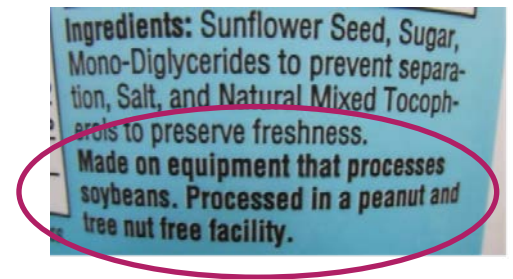 Ingredients: Sunflower Seed, Sugar,
Mono-Diglycerides to prevent separa-
tion, Salt, and Natural Mixed Tocoph-
erols to preserve freshness.
Made on equipment that processes
soybeans. Processed in a peanut and
tree nut free facility.